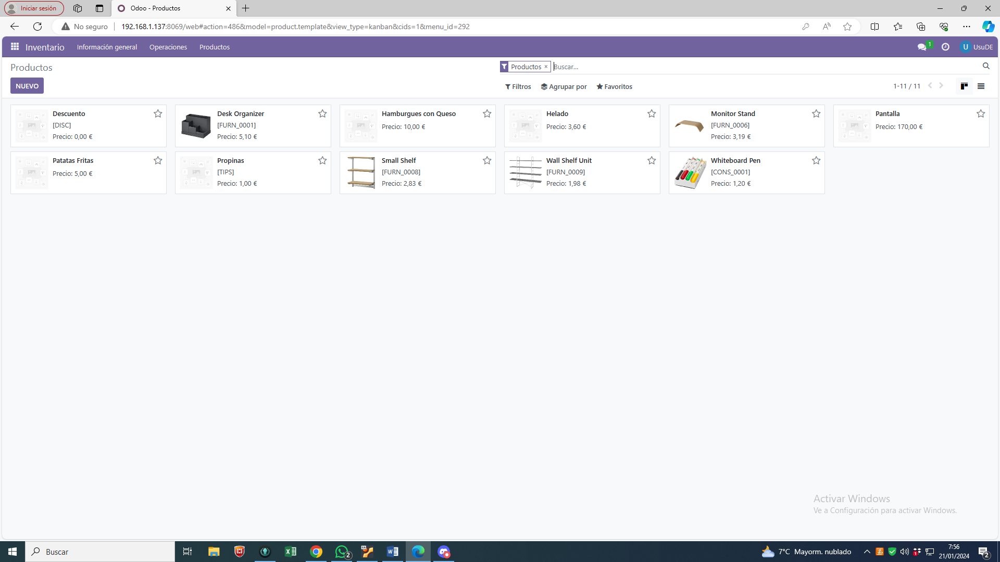 Iniciar sesión
Odoo - Productos
No seguro
192.168.1.137:8069/web#action=486&model=product.template&view_type=kanban&cids=1&menu_id=292
Inventario
Información general
Operaciones
Productos
1
U
UsuDE
Productos
Productos ×
Buscar...
NUEVO
Filtros
Agrupar por
Favoritos
1-11 / 11
Descuento
[DISC]
Precio: 0,00 €
Desk Organizer
[FURN_0001]
Precio: 5,10 €
Hamburgues con Queso
Precio: 10,00 €
Helado
Precio: 3,60 €
Monitor Stand
[FURN_0006]
Precio: 3,19 €
Pantalla
Precio: 170,00 €
Patatas Fritas
Precio: 5,00 €
Propinas
[TIPS]
Precio: 1,00 €
Small Shelf
[FURN_0008]
Precio: 2,83 €
Wall Shelf Unit
[FURN_0009]
Precio: 1,98 €
Whiteboard Pen
[CONS_0001]
Precio: 1,20 €
Activar Windows
Ve a Configuración para activar Windows.
Buscar
2
7°C Mayorm. nublado
7:56
21/01/2024
2